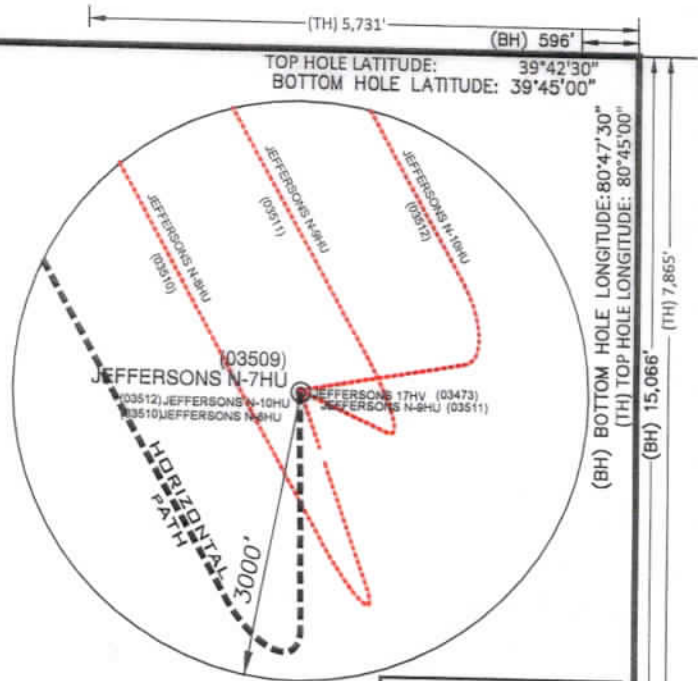 (TH) 5,731'
(BH) 596'
TOP HOLE LATITUDE: 39°42'30"
BOTTOM HOLE LATITUDE: 39°45'00"
(BH) BOTTOM HOLE LONGITUDE:80°47'30"
(TH) TOP HOLE LONGITUDE: 80°45'00"
(BH) 15,066'
(TH) 7,865'
JEFFERSONS N-8HU
(03510)
JEFFERSONS N-9HU
(03511)
JEFFERSONS N-10HU
(03512)
(03509)
JEFFERSONS N-7HU
(03512)JEFFERSONS N-10HU
(03510)JEFFERSONS N-8HU
JEFFERSONS 17HV (03473)
JEFFERSONS N-9HU (03511)
HORIZONTAL
PATH
3000'